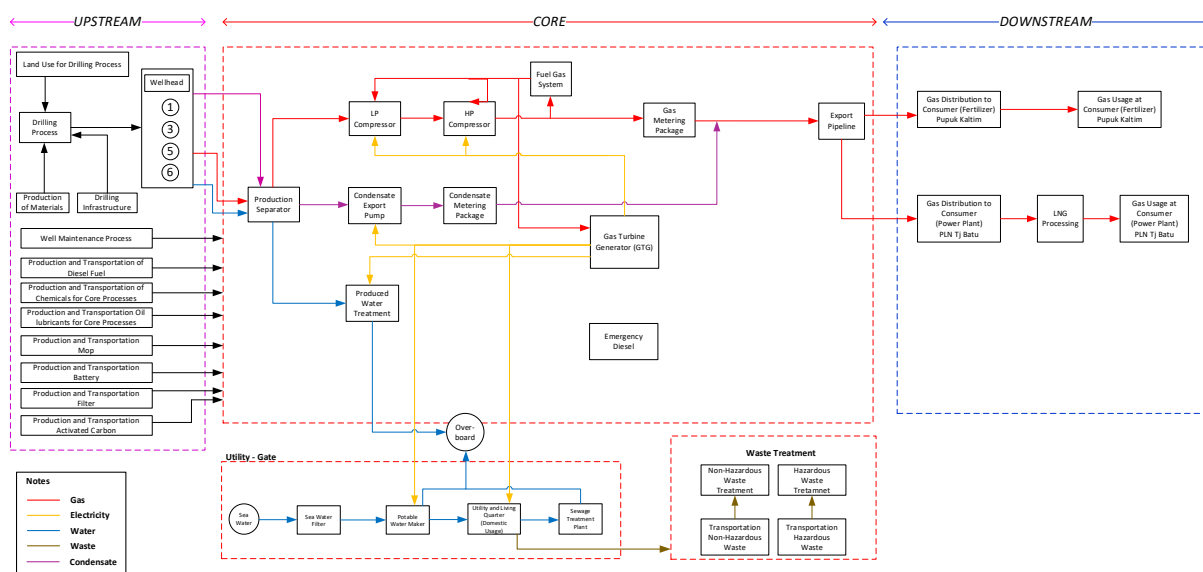 UPSTREAM
CORE
DOWNSTREAM
Land Use for Drilling Process
Drilling
Process
Production
of Materials
Drilling
Infrastructure
Wellhead
1
3
5
6
Well Maintenance Process
Production and Transportation of
Diesel Fuel
Production and Transportation of
Chemicals for Core Processes
Production and Transportation Oil
lubricants for Core Processes
Production and Transportation
Mop
Production and Transportation
Battery
Production and Transportation
Filter
Production and Transportation
Activated Carbon
Production
Separator
LP
Compressor
HP
Compressor
Fuel Gas
System
Gas
Metering
Package
Export
Pipeline
Condensate
Export
Pump
Condensate
Metering
Package
Gas Turbine
Generator (GTG)
Produced
Water
Treatment
Emergency
Diesel
Gas Distribution to
Consumer (Fertilizer)
Pupuk Kaltim
Gas Usage at
Consumer (Fertilizer)
Pupuk Kaltim
Gas Distribution to
Consumer
(Power Plant)
PLN Tj Batu
LNG
Processing
Gas Usage at
Consumer
(Power Plant)
PLN Tj Batu
Over-
board
Utility - Gate
Sea
Water
Sea Water
Filter
Potable
Water Maker
Utility and Living
Quarter
(Domestic
Usage)
Sewage
Treatment
Plant
Waste Treatment
Non-Hazardous
Waste
Treatment
Hazardous
Waste
Tretamnet
Transportation
Non-Hazardous
Waste
Transportation
Hazardous
Waste
Notes
Gas
Electricity
Water
Waste
Condensate